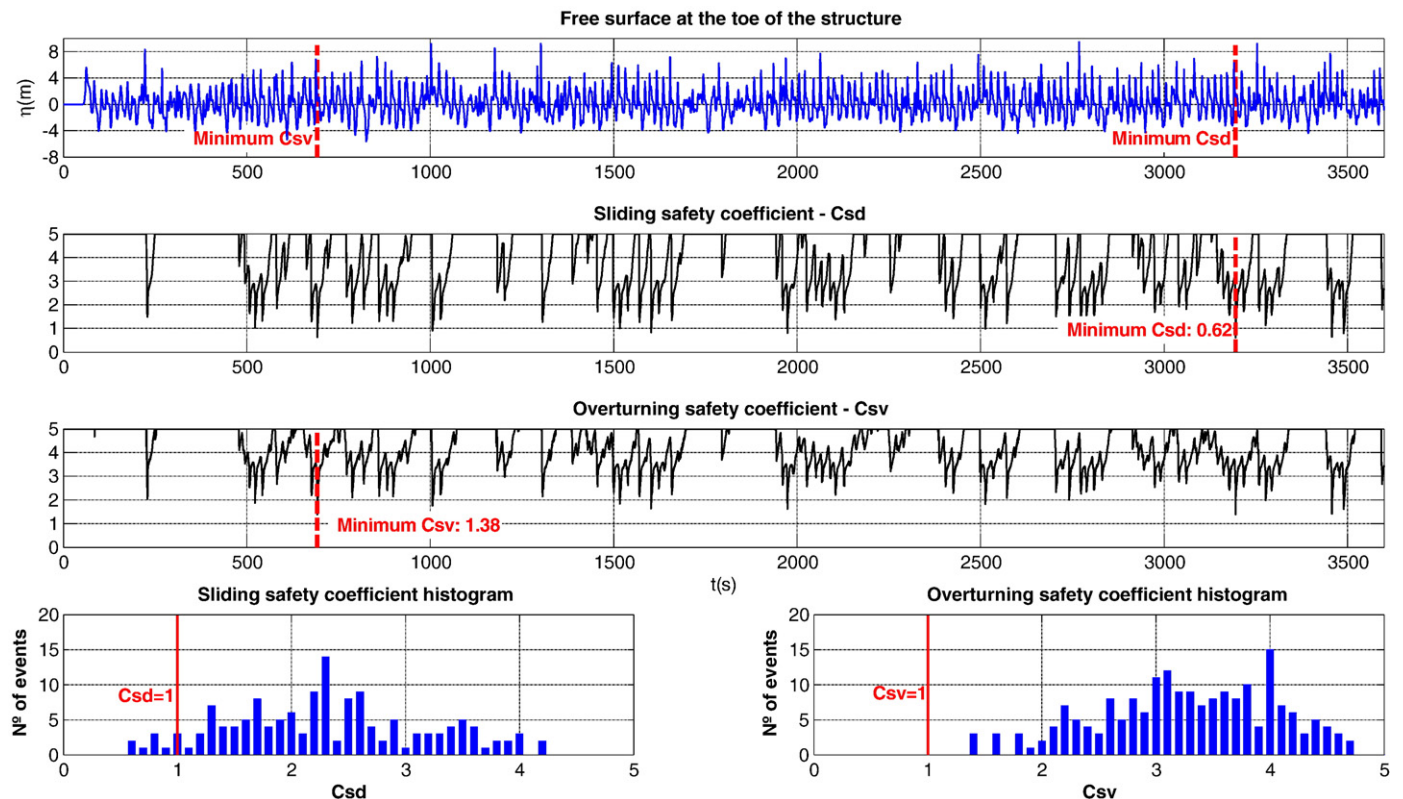 Free surface at the toe of the structure
η(m)
8
4
0
-4
-8
Minimum Csv
Minimum Csd
0 500 1000 1500 2000 2500 3000 3500
Sliding safety coefficient - Csd
5
4
3
2
1
0
Minimum Csd: 0.62
0 500 1000 1500 2000 2500 3000 3500
Overturning safety coefficient - Csv
5
4
3
2
1
0
Minimum Csv: 1.38
0 500 1000 1500 2000 2500 3000 3500
t(s)
Sliding safety coefficient histogram
Nº of events
20
15
10
5
0
Csd=1
0 1 2 3 4 5
Csd
Overturning safety coefficient histogram
Nº of events
20
15
10
5
0
Csv=1
0 1 2 3 4 5
Csv